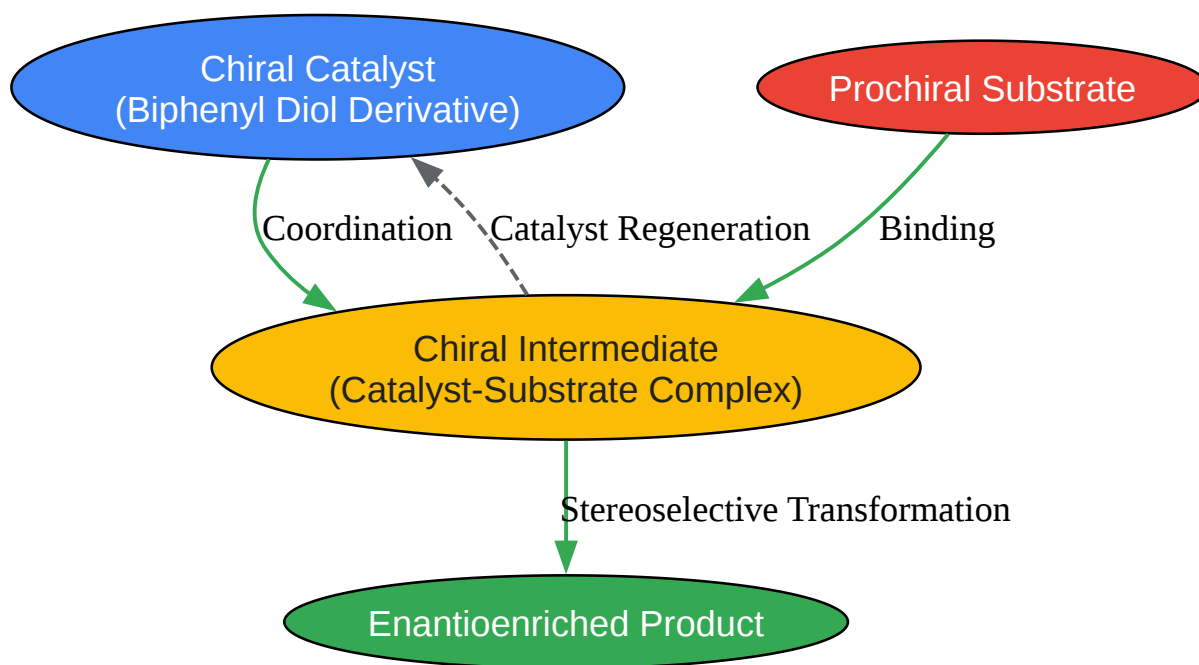 Chiral Catalyst
(Biphenyl Diol Derivative)
Prochiral Substrate
Coordination
Catalyst Regeneration
Binding
Chiral Intermediate
(Catalyst-Substrate Complex)
Stereoselective Transformation
Enantioenriched Product